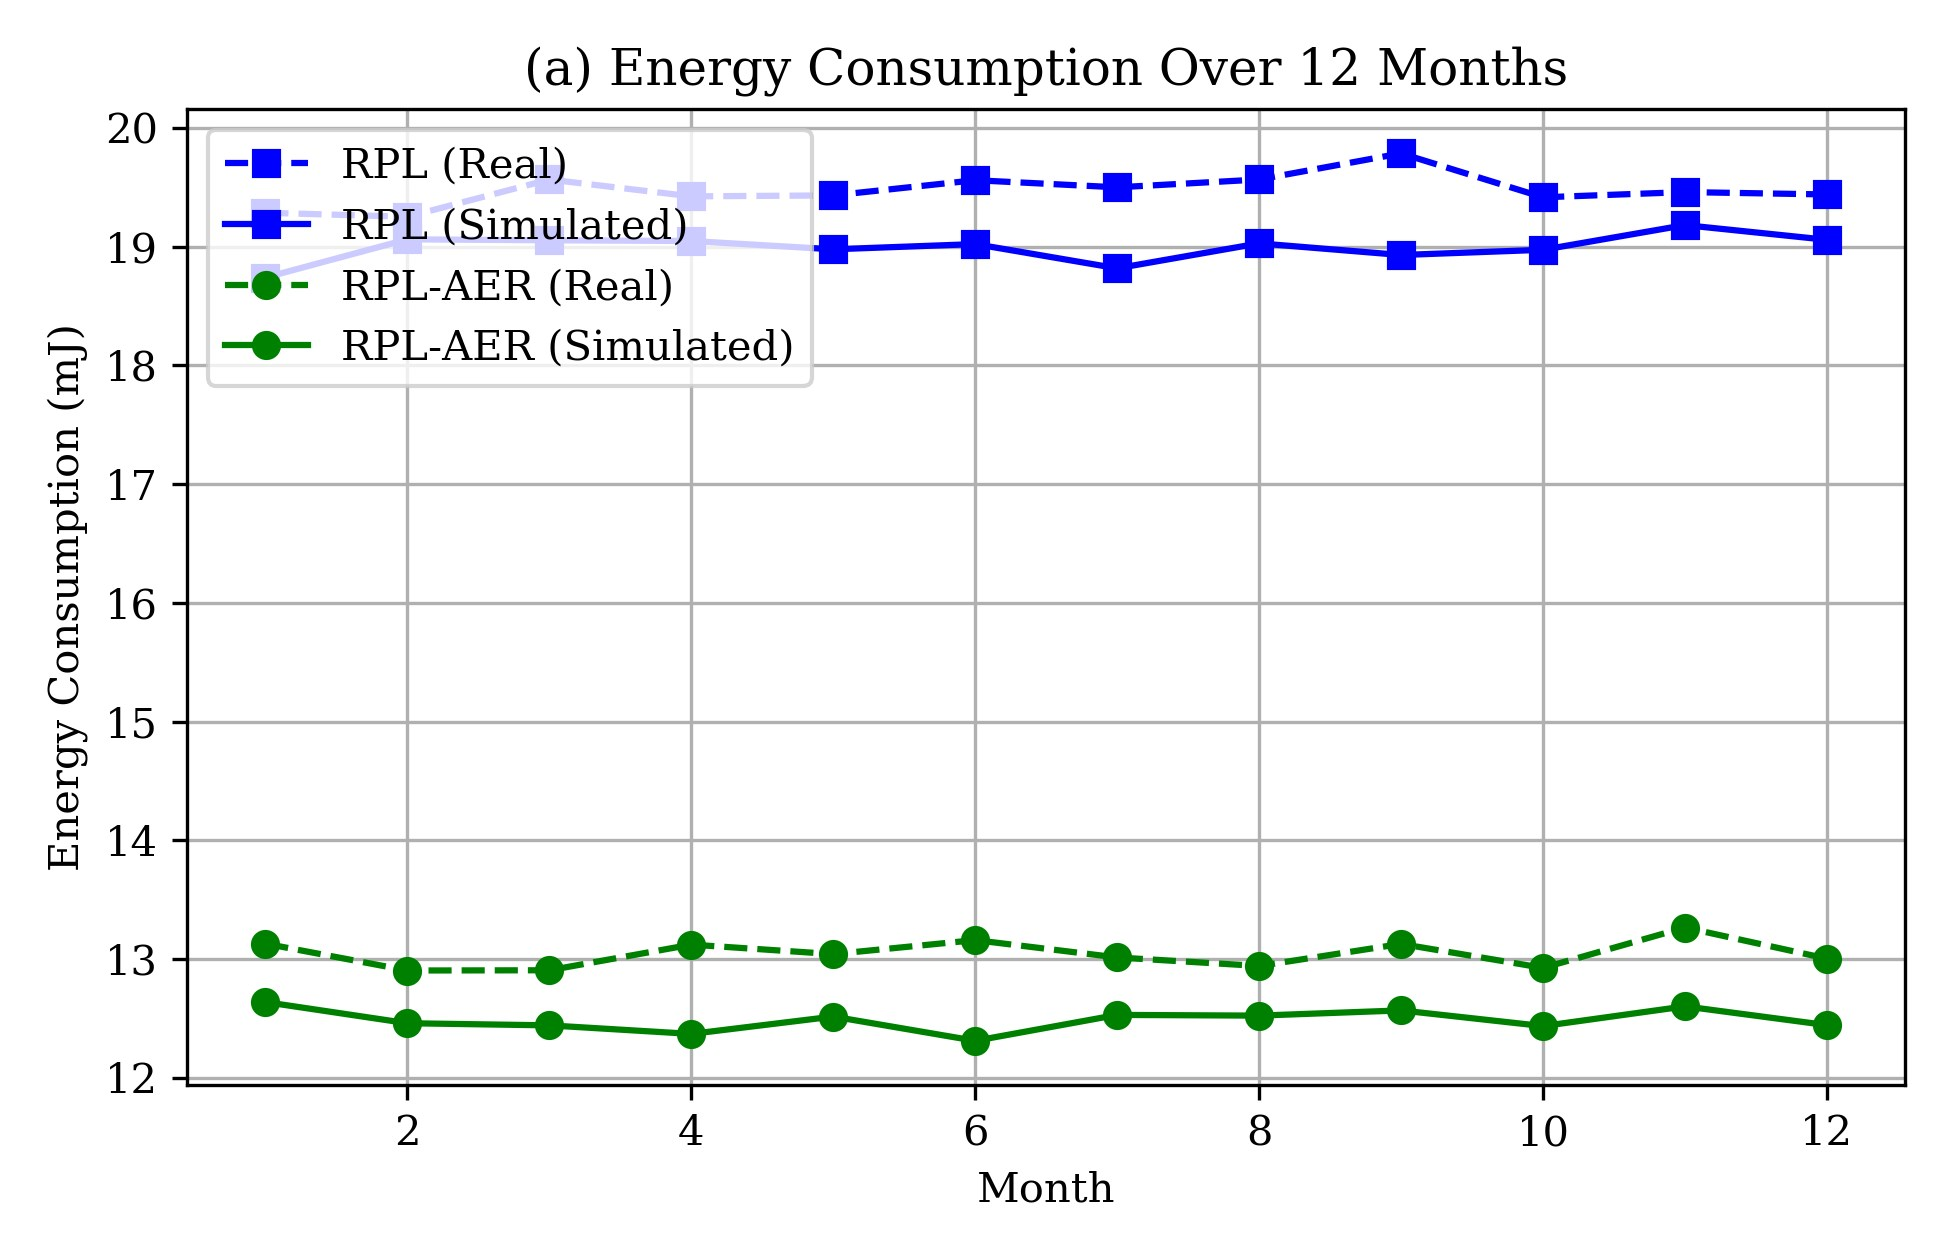 (a) Energy Consumption Over 12 Months
20
19
18
17
16
15
14
13
12
Energy Consumption (mJ)
RPL (Real)
RPL (Simulated)
RPL-AER (Real)
RPL-AER (Simulated)
2 4 6 8 10 12
Month